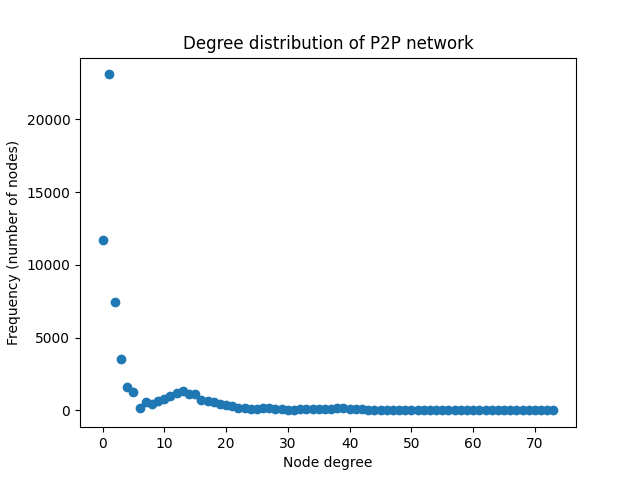 Degree distribution of P2P network
Frequency (number of nodes)
20000
15000
10000
5000
0
0 10 20 30 40 50 60 70
Node degree